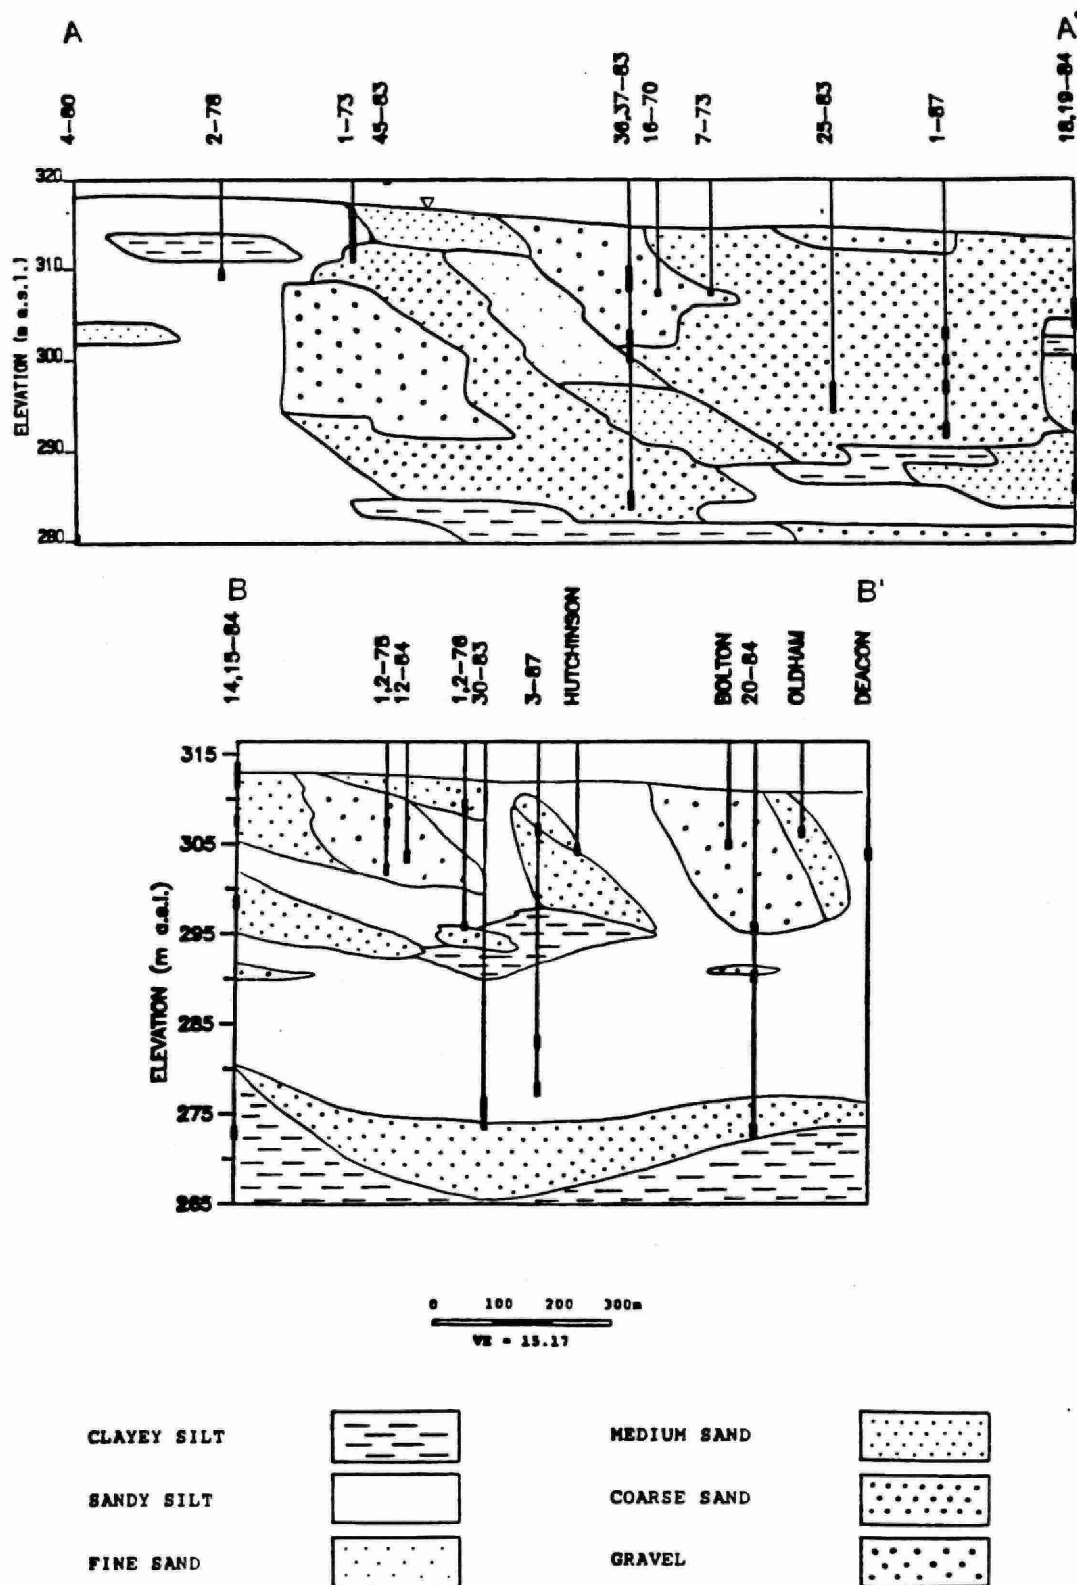 A A'
4-80
2-78
1-73
45-83
36,37-83
16-70
7-73
25-83
1-87
18,19-84
320
310
300
290
280
ELEVATION (m a.s.l.)
B B'
14,15-84
1,2-75
12-84
1,2-76
30-83
3-87
HUTCHINSON
BOLTON
20-84
OLDHAM
DEACON
315
305
295
285
275
265
ELEVATION (m a.s.l.)
0 100 200 300m
VE = 15.17
CLAYEY SILT
MEDIUM SAND
SANDY SILT
COARSE SAND
FINE SAND
GRAVEL